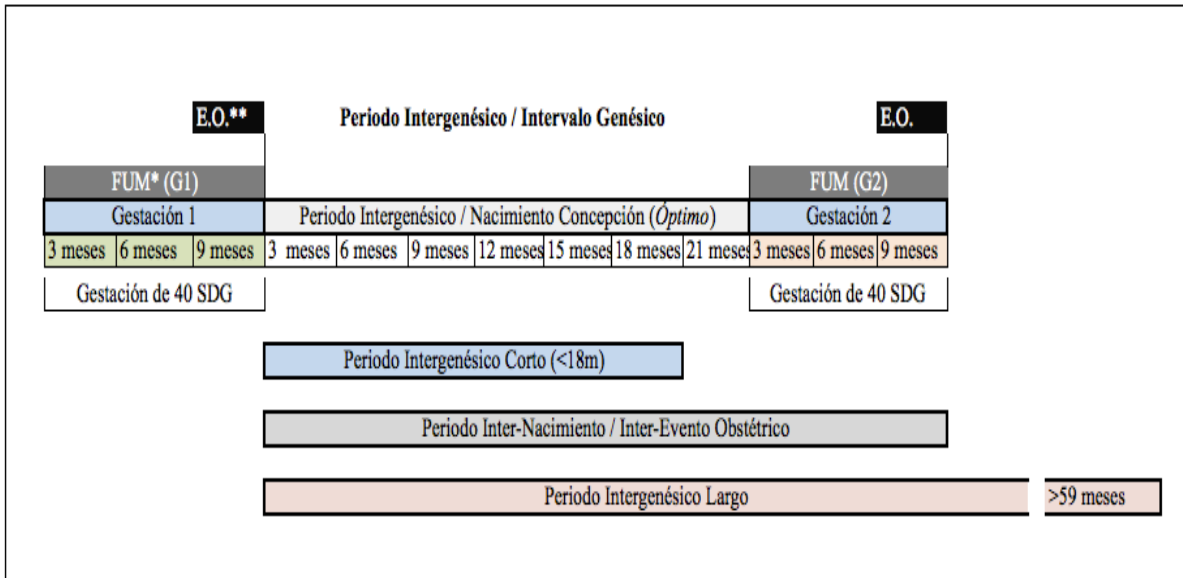 E.O.** Periodo Intergenésico / Intervalo Genésico E.O.
FUM* (G1) FUM (G2)
Gestación 1 Periodo Intergenésico / Nacimiento Concepción (Óptimo) Gestación 2
3 meses 6 meses 9 meses 3 meses 6 meses 9 meses 12 meses 15 meses 18 meses 21 meses 3 meses 6 meses 9 meses
Gestación de 40 SDG Gestación de 40 SDG
Periodo Intergenésico Corto (<18m)
Periodo Inter-Nacimiento / Inter-Evento Obstétrico
Periodo Intergenésico Largo >59 meses